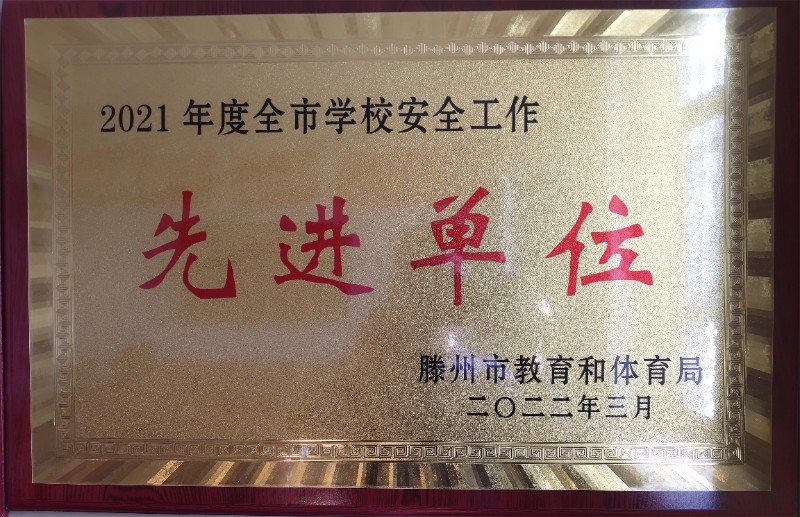 2021年度全市学校安全工作
先进单位
滕州市教育和体育局
二〇二二年三月